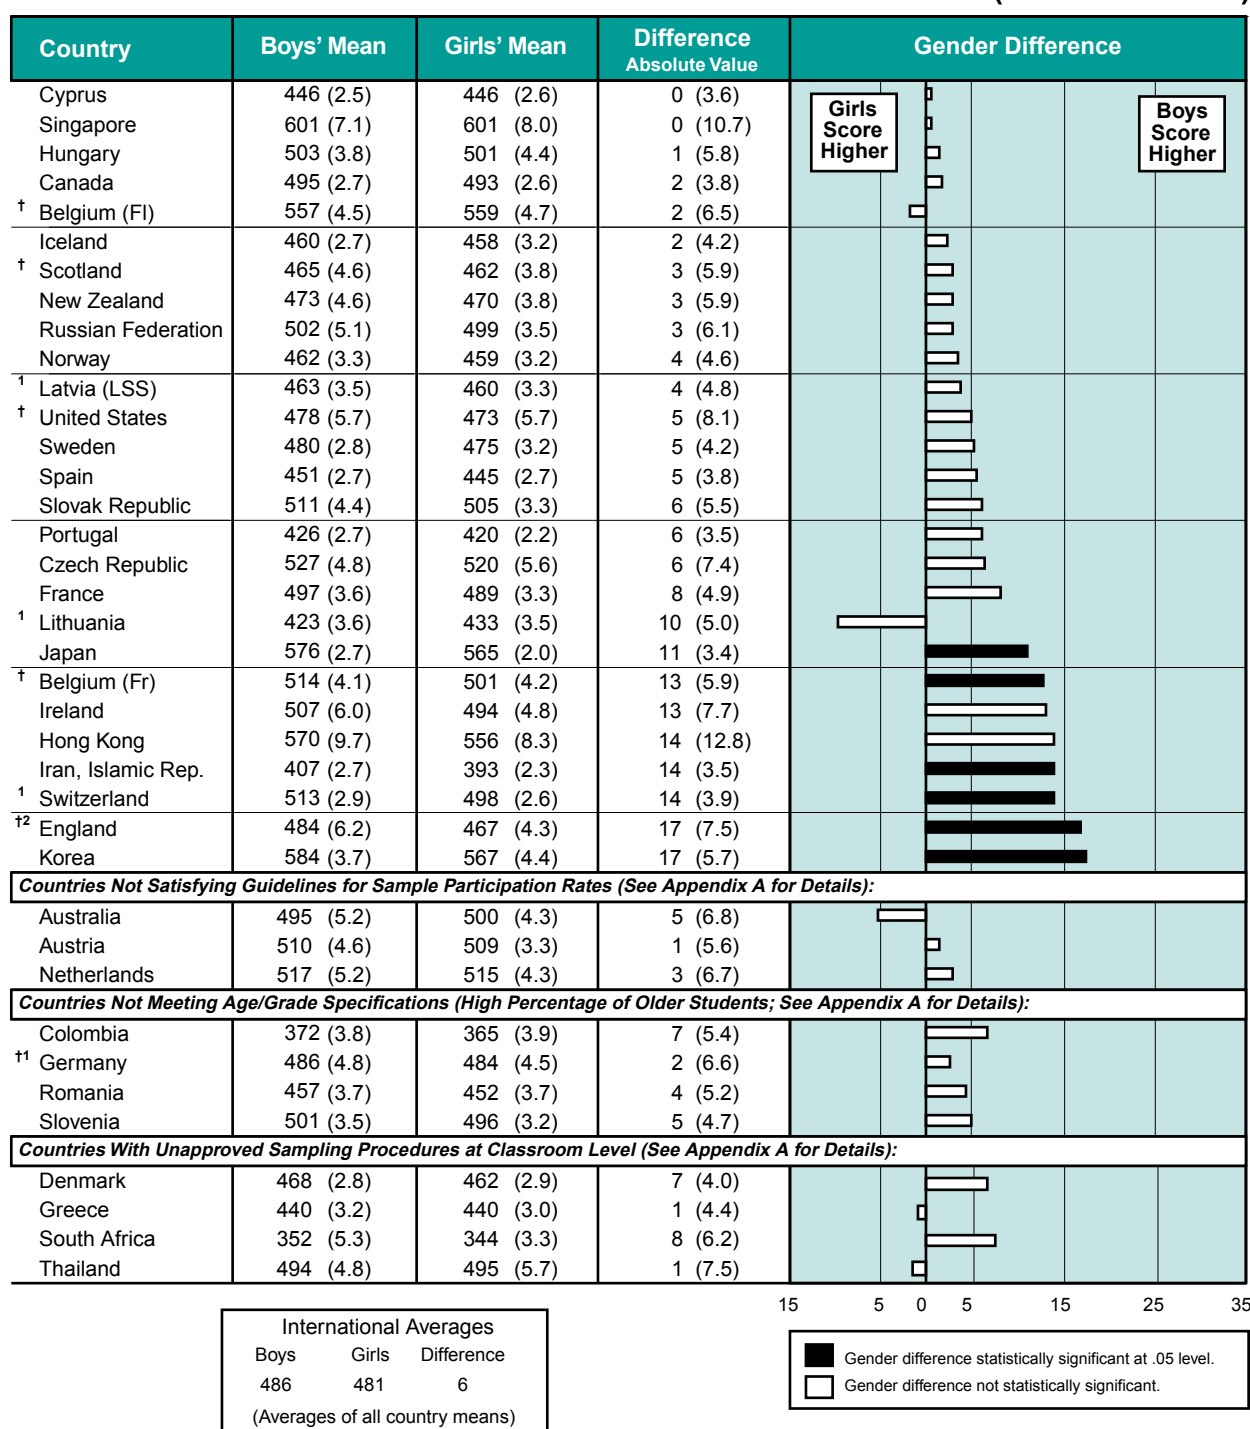 Country Boys' Mean Girls' Mean Difference Absolute Value Gender Difference
Girls Score Higher
Boys Score Higher
Cyprus 446 (2.5) 446 (2.6) 0 (3.6)
Singapore 601 (7.1) 601 (8.0) 0 (10.7)
Hungary 503 (3.8) 501 (4.4) 1 (5.8)
Canada 495 (2.7) 493 (2.6) 2 (3.8)
† Belgium (Fl) 557 (4.5) 559 (4.7) 2 (6.5)
Iceland 460 (2.7) 458 (3.2) 2 (4.2)
† Scotland 465 (4.6) 462 (3.8) 3 (5.9)
New Zealand 473 (4.6) 470 (3.8) 3 (5.9)
Russian Federation 502 (5.1) 499 (3.5) 3 (6.1)
Norway 462 (3.3) 459 (3.2) 4 (4.6)
1 Latvia (LSS) 463 (3.5) 460 (3.3) 4 (4.8)
† United States 478 (5.7) 473 (5.7) 5 (8.1)
Sweden 480 (2.8) 475 (3.2) 5 (4.2)
Spain 451 (2.7) 445 (2.7) 5 (3.8)
Slovak Republic 511 (4.4) 505 (3.3) 6 (5.5)
Portugal 426 (2.7) 420 (2.2) 6 (3.5)
Czech Republic 527 (4.8) 520 (5.6) 6 (7.4)
France 497 (3.6) 489 (3.3) 8 (4.9)
1 Lithuania 423 (3.6) 433 (3.5) 10 (5.0)
Japan 576 (2.7) 565 (2.0) 11 (3.4)
† Belgium (Fr) 514 (4.1) 501 (4.2) 13 (5.9)
Ireland 507 (6.0) 494 (4.8) 13 (7.7)
Hong Kong 570 (9.7) 556 (8.3) 14 (12.8)
Iran, Islamic Rep. 407 (2.7) 393 (2.3) 14 (3.5)
1 Switzerland 513 (2.9) 498 (2.6) 14 (3.9)
†2 England 484 (6.2) 467 (4.3) 17 (7.5)
Korea 584 (3.7) 567 (4.4) 17 (5.7)
Countries Not Satisfying Guidelines for Sample Participation Rates (See Appendix A for Details):
Australia 495 (5.2) 500 (4.3) 5 (6.8)
Austria 510 (4.6) 509 (3.3) 1 (5.6)
Netherlands 517 (5.2) 515 (4.3) 3 (6.7)
Countries Not Meeting Age/Grade Specifications (High Percentage of Older Students; See Appendix A for Details):
Colombia 372 (3.8) 365 (3.9) 7 (5.4)
†1 Germany 486 (4.8) 484 (4.5) 2 (6.6)
Romania 457 (3.7) 452 (3.7) 4 (5.2)
Slovenia 501 (3.5) 496 (3.2) 5 (4.7)
Countries With Unapproved Sampling Procedures at Classroom Level (See Appendix A for Details):
Denmark 468 (2.8) 462 (2.9) 7 (4.0)
Greece 440 (3.2) 440 (3.0) 1 (4.4)
South Africa 352 (5.3) 344 (3.3) 8 (6.2)
Thailand 494 (4.8) 495 (5.7) 1 (7.5)
15 5 0 5 15 25 35
International Averages
Boys Girls Difference
486 481 6
(Averages of all country means)
Gender difference statistically significant at .05 level.
Gender difference not statistically significant.